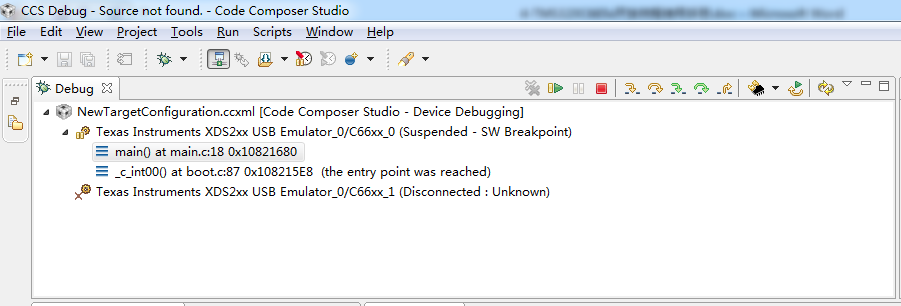 CCS Debug - Source not found. - Code Composer Studio
File Edit View Project Tools Run Scripts Window Help
Debug
NewTargetConfiguration.ccxml [Code Composer Studio - Device Debugging]
Texas Instruments XDS2xx USB Emulator_0/C66xx_0 (Suspended - SW Breakpoint)
main() at main.c:18 0x10821680
_c_int00() at boot.c:87 0x108215E8 (the entry point was reached)
Texas Instruments XDS2xx USB Emulator_0/C66xx_1 (Disconnected : Unknown)